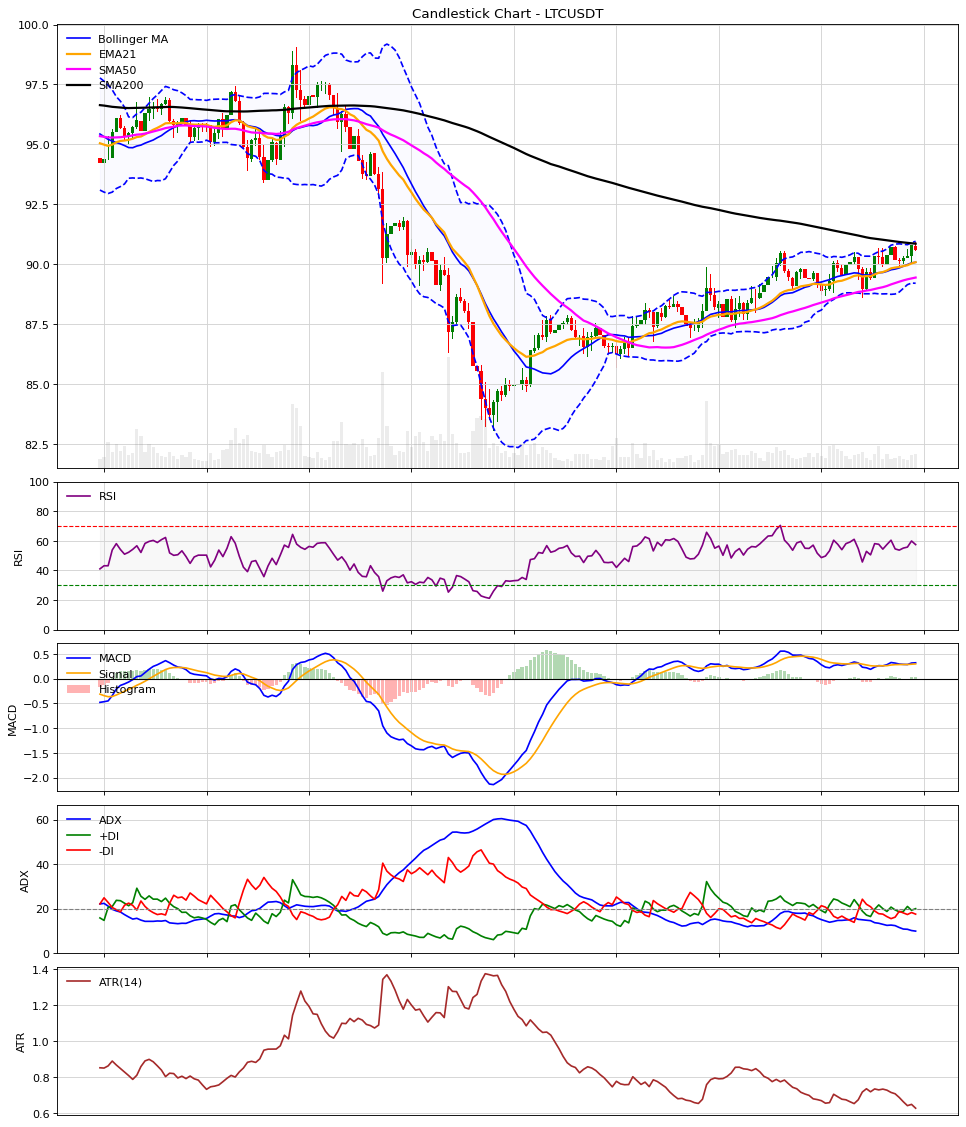 Candlestick Chart - LTCUSDT
100.0
97.5
95.0
92.5
90.0
87.5
85.0
82.5
Bollinger MA
EMA21
SMA50
SMA200
100
80
60
40
20
0
RSI
RSI
0.5
0.0
−0.5
−1.0
−1.5
−2.0
MACD
MACD
Signal
Histogram
60
40
20
0
ADX
ADX
+DI
-DI
1.4
1.2
1.0
0.8
0.6
ATR
ATR(14)